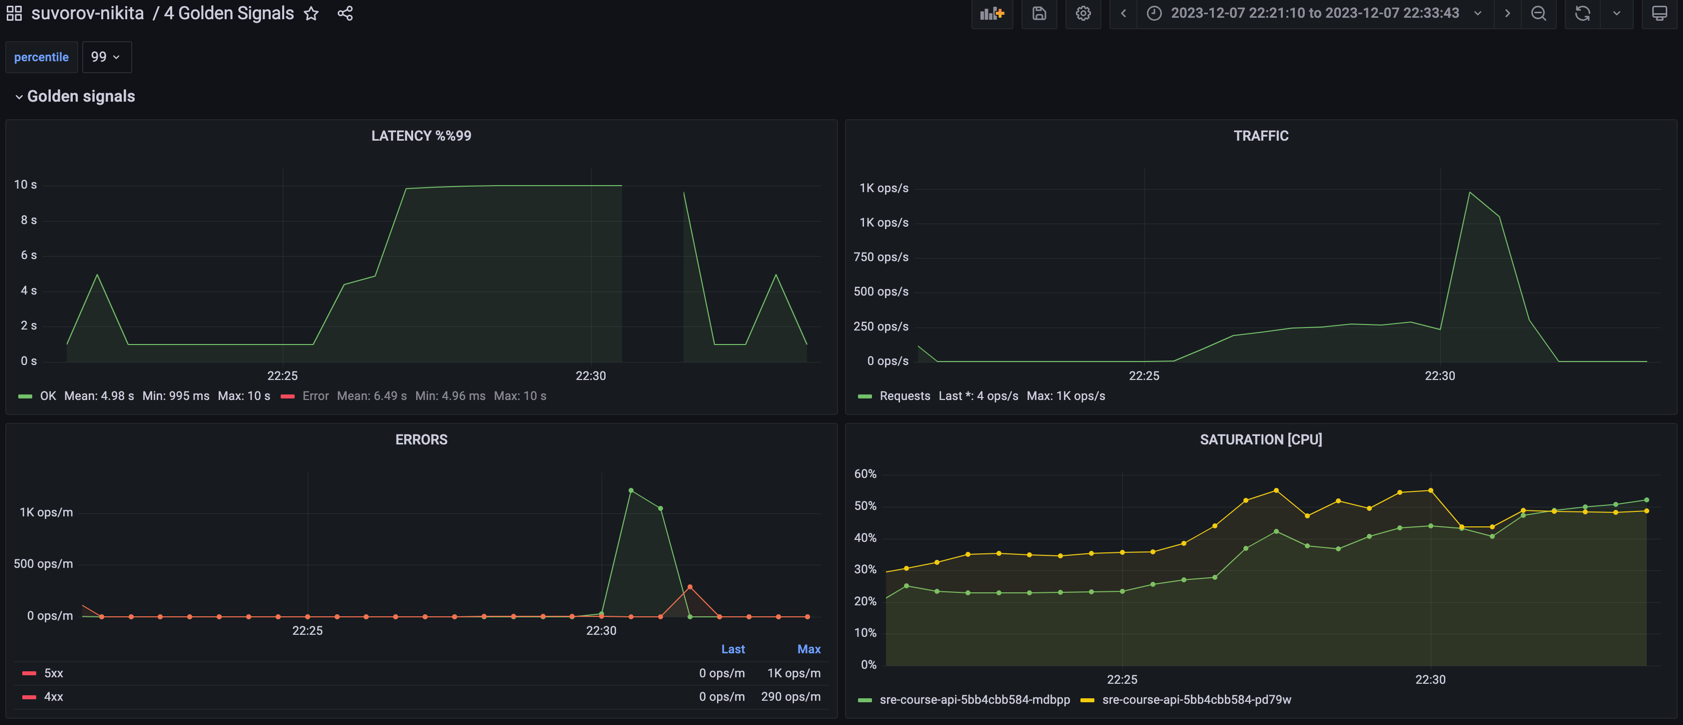 suvorov-nikita / 4 Golden Signals
2023-12-07 22:21:10 to 2023-12-07 22:33:43
percentile 99
Golden signals
LATENCY %%99
10 s
8 s
6 s
4 s
2 s
0 s
22:25 22:30
OK Mean: 4.98 s Min: 995 ms Max: 10 s Error Mean: 6.49 s Min: 4.96 ms Max: 10 s
TRAFFIC
1K ops/s
1K ops/s
750 ops/s
500 ops/s
250 ops/s
0 ops/s
22:25 22:30
Requests Last *: 4 ops/s Max: 1K ops/s
ERRORS
1K ops/m
500 ops/m
0 ops/m
22:25 22:30
Last Max
5xx 0 ops/m 1K ops/m
4xx 0 ops/m 290 ops/m
SATURATION [CPU]
60%
50%
40%
30%
20%
10%
0%
22:25 22:30
sre-course-api-5bb4cbb584-mdbpp sre-course-api-5bb4cbb584-pd79w